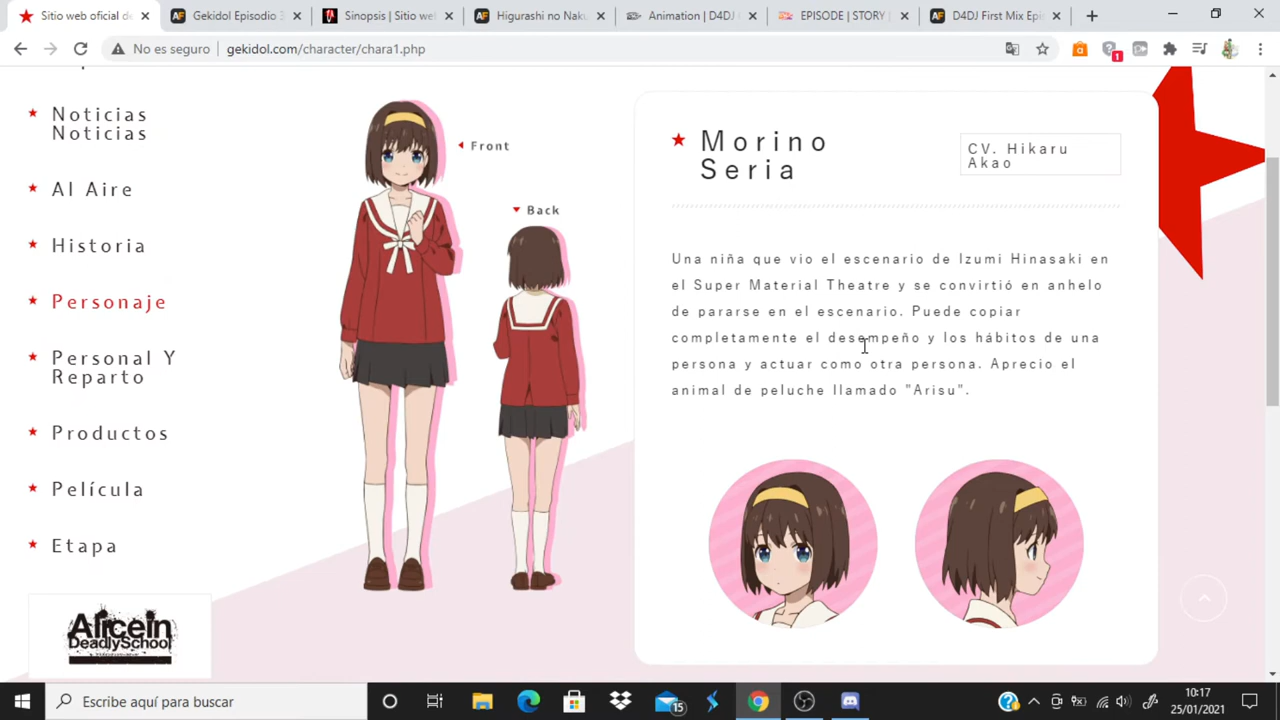 Sitio web oficial de
Gekidol Episodio 3
Sinopsis | Sitio we
Higurashi no Naku
Animation | D4DJ
EPISODE | STORY |
D4DJ First Mix Epi
No es seguro | gekidol.com/character/chara1.php
1
Noticias
Noticias
Al Aire
Historia
Personaje
Personal Y
Reparto
Productos
Película
Etapa
Alice in
DeadlySchool
Front
Back
Morino
Seria
CV. Hikaru
Akao
Una niña que vio el escenario de Izumi Hinasaki en
el Super Material Theatre y se convirtió en anhelo
de pararse en el escenario. Puede copiar
completamente el desempeño y los hábitos de una
persona y actuar como otra persona. Aprecio el
animal de peluche llamado "Arisu".
Escribe aquí para buscar
15
10:17
25/01/2021